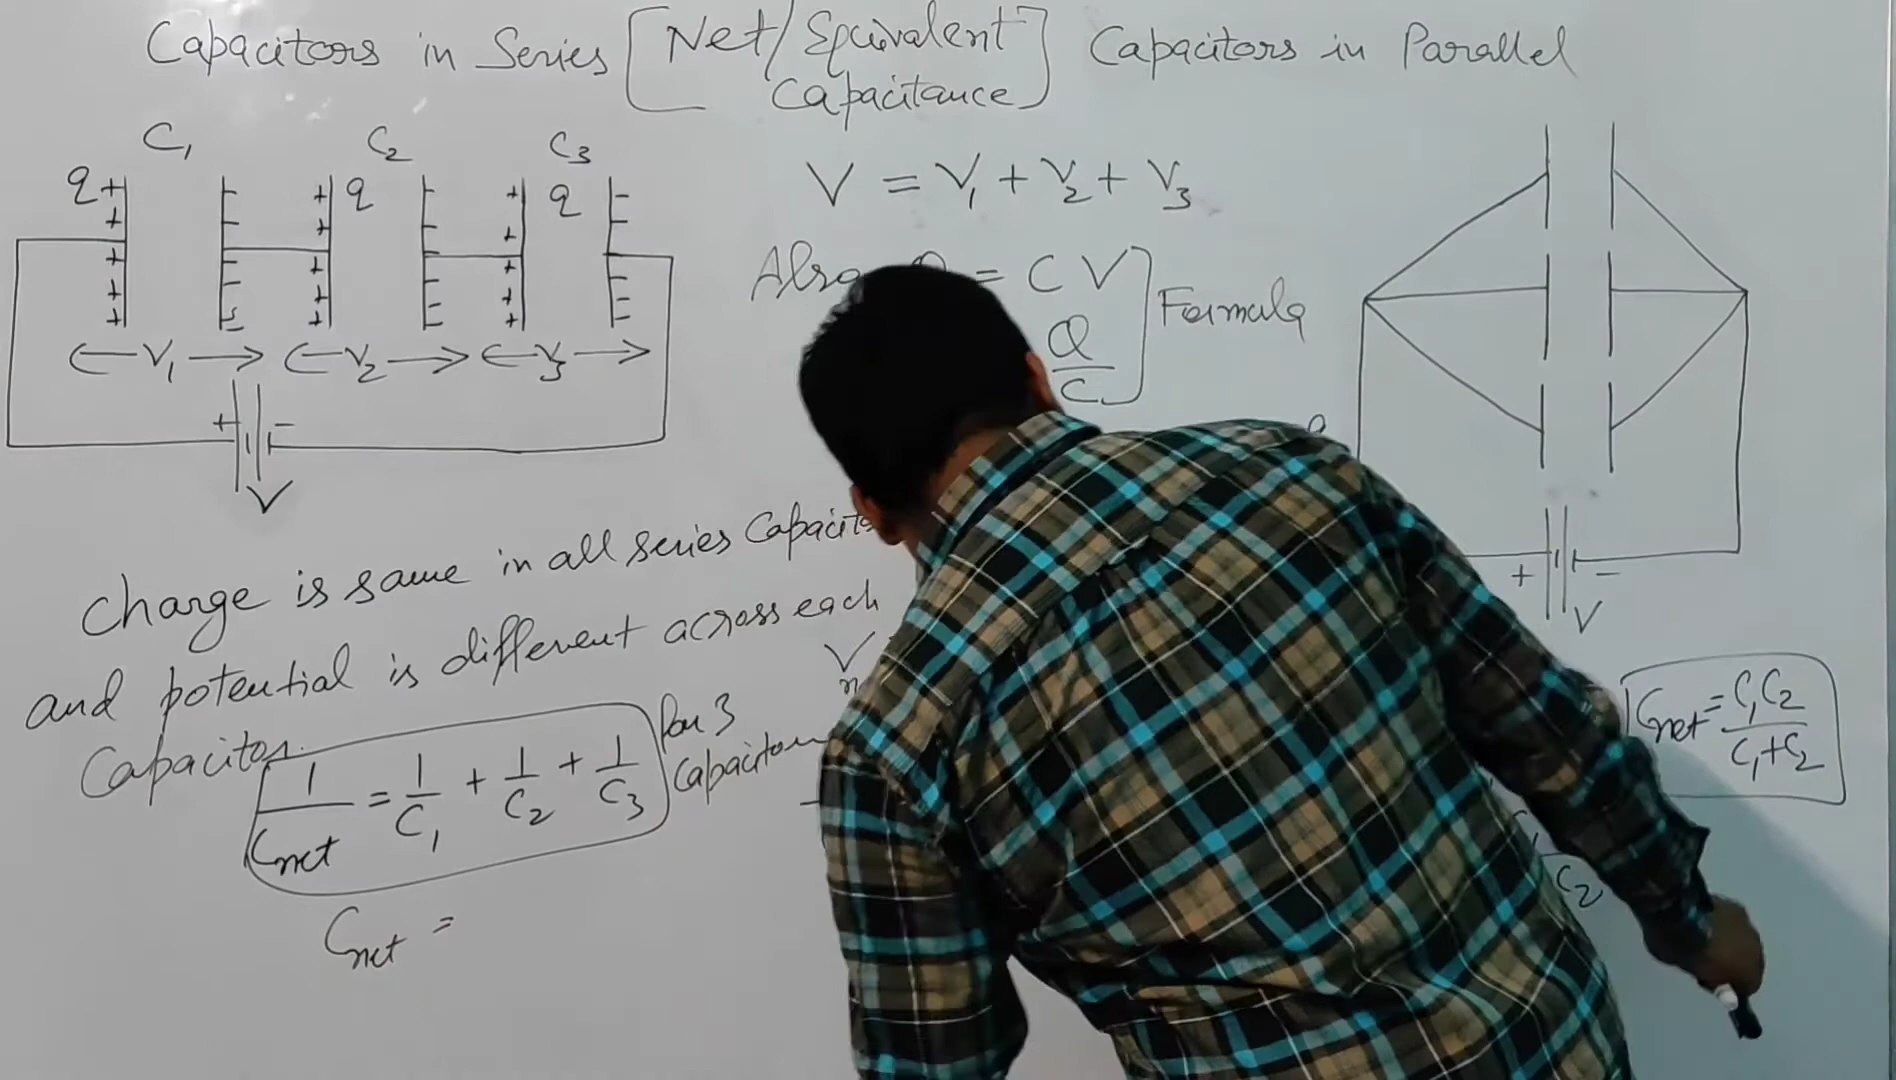 Capacitors in Series [Net/Equivalent Capacitance]
Capacitors in Parallel
C₁ C₂ C₃
q q q
V₁ V₂ V₃
+ -
V
V = V₁ + V₂ + V₃
Also = CV
Q/C
Formula
Charge is same in all series
and potential is different across each
Capacitor.
1/Cnet = 1/C₁ + 1/C₂ + 1/C₃
for 3
Capacitors
Cnet =
+ -
V
Cnet = C₁C₂/C₁+C₂
C₂